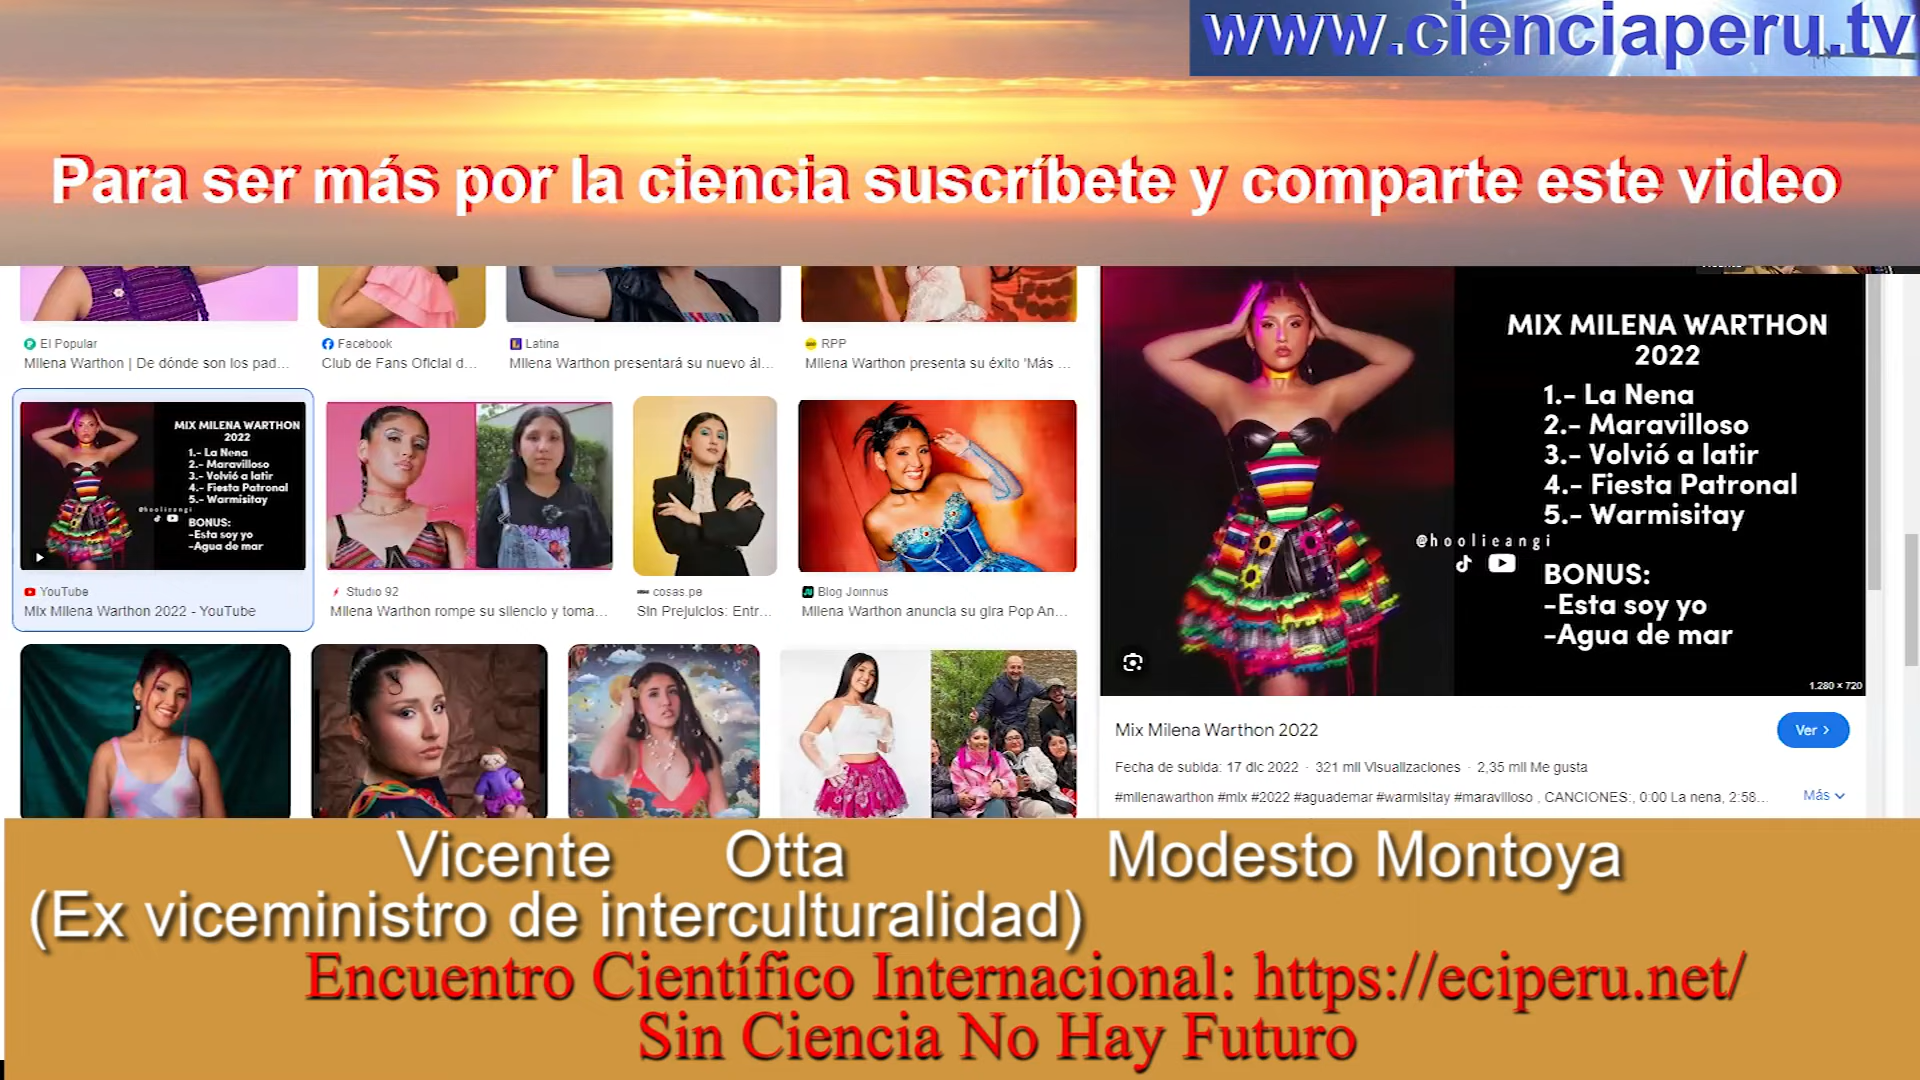 www.cienciaperu.tv
Para ser más por la ciencia suscríbete y comparte este video
El Popular
Milena Warthon | De dónde son los pad...
Facebook
Club de Fans Oficial d...
Latina
Milena Warthon presentará su nuevo ál...
RPP
Milena Warthon presenta su éxito 'Más ...
MIX MILENA WARTHON
2022
1.- La Nena
2.- Maravilloso
3.- Volvió a latir
4.- Fiesta Patronal
5.- Warmisitay
@hoolieangi
BONUS:
-Esta soy yo
-Agua de mar
YouTube
Mix Milena Warthon 2022 - YouTube
Studio 92
Milena Warthon rompe su silencio y toma...
cosas.pe
Sin Prejuicios: Entr...
Blog Joinnus
Milena Warthon anuncia su gira Pop An...
MIX MILENA WARTHON
2022
1.- La Nena
2.- Maravilloso
3.- Volvió a latir
4.- Fiesta Patronal
5.- Warmisitay
@hoolieangi
BONUS:
-Esta soy yo
-Agua de mar
1.280 x 720
Mix Milena Warthon 2022
Ver >
Fecha de subida: 17 dic 2022 · 321 mil Visualizaciones · 2,35 mil Me gusta
#milenawarthon #mix #2022 #aguademar #warmisitay #maravilloso , CANCIONES:, 0:00 La nena, 2:58...
Más
Vicente Otta Modesto Montoya
(Ex viceministro de interculturalidad)
Encuentro Científico Internacional: https://eciperu.net/
Sin Ciencia No Hay Futuro